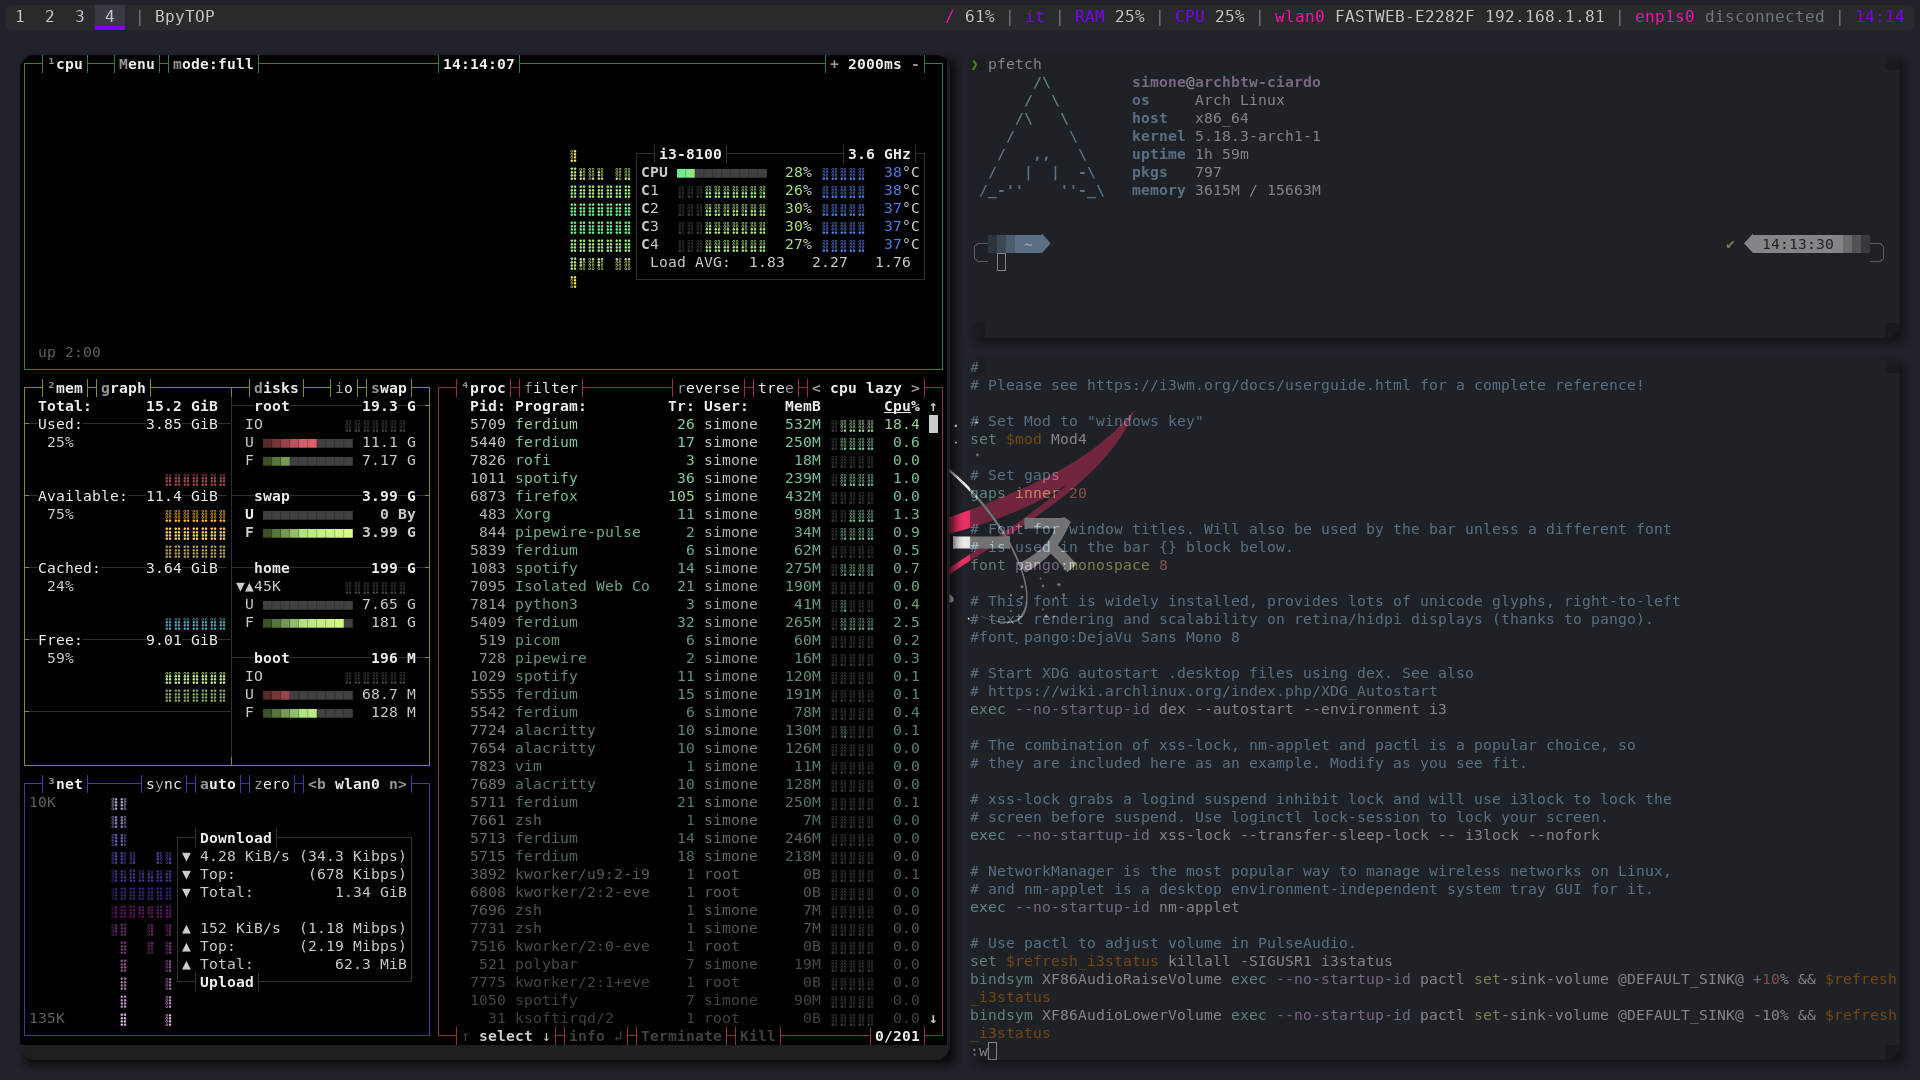 1 2 3 4 | BpyTOP
/ 61% | it | RAM 25% | CPU 25% | wlan0 FASTWEB-E2282F 192.168.1.81 | enp1s0 disconnected | 14:14
¹cpu Menu mode:full 14:14:07 + 2000ms -
i3-8100 3.6 GHz
CPU 28% 38°C
C1 26% 38°C
C2 30% 37°C
C3 30% 37°C
C4 27% 37°C
Load AVG: 1.83 2.27 1.76
up 2:00
²mem graph disks io swap
Total: 15.2 GiB
Used: 3.85 GiB
25%
Available: 11.4 GiB
75%
Cached: 3.64 GiB
24%
Free: 9.01 GiB
59%
root 19.3 G
IO
U 11.1 G
F 7.17 G
swap 3.99 G
U 0 By
F 3.99 G
home 199 G
▼▲45K
U 7.65 G
F 181 G
boot 196 M
IO
U 68.7 M
F 128 M
³net sync auto zero <b wlan0 n>
10K
Download
▼ 4.28 KiB/s (34.3 Kibps)
▼ Top: (678 Kibps)
▼ Total: 1.34 GiB
▲ 152 KiB/s (1.18 Mibps)
▲ Top: (2.19 Mibps)
▲ Total: 62.3 MiB
Upload
135K
⁴proc filter reverse tree < cpu lazy >
Pid: Program: Tr: User: MemB Cpu% ↑
5709 ferdium 26 simone 532M 18.4
5440 ferdium 17 simone 250M 0.6
7826 rofi 3 simone 18M 0.0
1011 spotify 36 simone 239M 1.0
6873 firefox 105 simone 432M 0.0
483 Xorg 11 simone 98M 1.3
844 pipewire-pulse 2 simone 34M 0.9
5839 ferdium 6 simone 62M 0.5
1083 spotify 14 simone 275M 0.7
7095 Isolated Web Co 21 simone 190M 0.0
7814 python3 3 simone 41M 0.4
5409 ferdium 32 simone 265M 2.5
519 picom 6 simone 60M 0.2
728 pipewire 2 simone 16M 0.3
1029 spotify 11 simone 120M 0.1
5555 ferdium 15 simone 191M 0.1
5542 ferdium 6 simone 78M 0.4
7724 alacritty 10 simone 130M 0.1
7654 alacritty 10 simone 126M 0.0
7823 vim 1 simone 11M 0.0
7689 alacritty 10 simone 128M 0.0
5711 ferdium 21 simone 250M 0.1
7661 zsh 1 simone 7M 0.0
5713 ferdium 14 simone 246M 0.0
5715 ferdium 18 simone 218M 0.0
3892 kworker/u9:2-i9 1 root 0B 0.1
6808 kworker/2:2-eve 1 root 0B 0.0
7696 zsh 1 simone 7M 0.0
7731 zsh 1 simone 7M 0.0
7516 kworker/2:0-eve 1 root 0B 0.0
521 polybar 7 simone 19M 0.0
7775 kworker/2:1+eve 1 root 0B 0.0
1050 spotify 7 simone 90M 0.0
31 ksoftirqd/2 1 root 0B 0.0 ↓
↑ select ↓ info ↲ Terminate Kill 0/201
❯ pfetch
simone@archbtw-ciardo
os Arch Linux
host x86_64
kernel 5.18.3-arch1-1
uptime 1h 59m
pkgs 797
memory 3615M / 15663M
~ ✔ 14:13:30
ース
#
# Please see https://i3wm.org/docs/userguide.html for a complete reference!
# Set Mod to "windows key"
set $mod Mod4
# Set gaps
gaps inner 20
# Font for window titles. Will also be used by the bar unless a different font
# is used in the bar {} block below.
font pango:monospace 8
# This font is widely installed, provides lots of unicode glyphs, right-to-left
# text rendering and scalability on retina/hidpi displays (thanks to pango).
#font pango:DejaVu Sans Mono 8
# Start XDG autostart .desktop files using dex. See also
# https://wiki.archlinux.org/index.php/XDG_Autostart
exec --no-startup-id dex --autostart --environment i3
# The combination of xss-lock, nm-applet and pactl is a popular choice, so
# they are included here as an example. Modify as you see fit.
# xss-lock grabs a logind suspend inhibit lock and will use i3lock to lock the
# screen before suspend. Use loginctl lock-session to lock your screen.
exec --no-startup-id xss-lock --transfer-sleep-lock -- i3lock --nofork
# NetworkManager is the most popular way to manage wireless networks on Linux,
# and nm-applet is a desktop environment-independent system tray GUI for it.
exec --no-startup-id nm-applet
# Use pactl to adjust volume in PulseAudio.
set $refresh_i3status killall -SIGUSR1 i3status
bindsym XF86AudioRaiseVolume exec --no-startup-id pactl set-sink-volume @DEFAULT_SINK@ +10% && $refresh
_i3status
bindsym XF86AudioLowerVolume exec --no-startup-id pactl set-sink-volume @DEFAULT_SINK@ -10% && $refresh
_i3status
:w